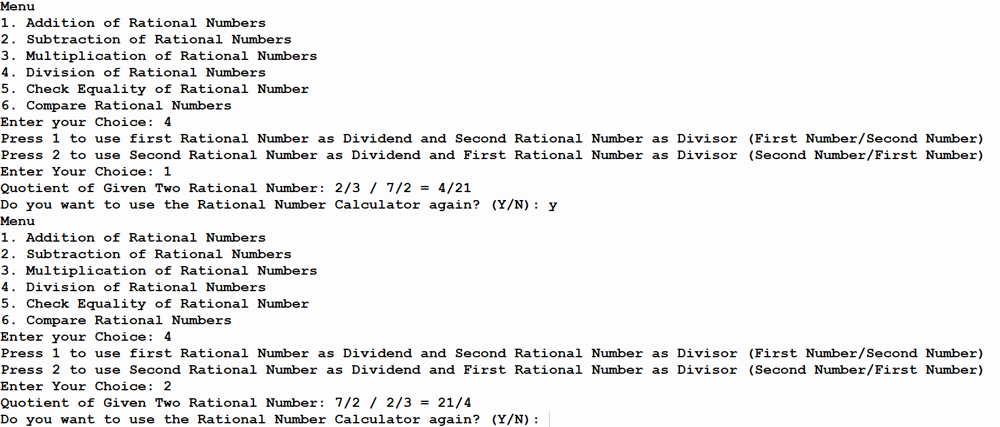 Menu
1. Addition of Rational Numbers
2. Subtraction of Rational Numbers
3. Multiplication of Rational Numbers
4. Division of Rational Numbers
5. Check Equality of Rational Number
6. Compare Rational Numbers
Enter your Choice: 4
Press 1 to use first Rational Number as Dividend and Second Rational Number as Divisor (First Number/Second Number)
Press 2 to use Second Rational Number as Dividend and First Rational Number as Divisor (Second Number/First Number)
Enter Your Choice: 1
Quotient of Given Two Rational Number: 2/3 / 7/2 = 4/21
Do you want to use the Rational Number Calculator again? (Y/N): y
Menu
1. Addition of Rational Numbers
2. Subtraction of Rational Numbers
3. Multiplication of Rational Numbers
4. Division of Rational Numbers
5. Check Equality of Rational Number
6. Compare Rational Numbers
Enter your Choice: 4
Press 1 to use first Rational Number as Dividend and Second Rational Number as Divisor (First Number/Second Number)
Press 2 to use Second Rational Number as Dividend and First Rational Number as Divisor (Second Number/First Number)
Enter Your Choice: 2
Quotient of Given Two Rational Number: 7/2 / 2/3 = 21/4
Do you want to use the Rational Number Calculator again? (Y/N):